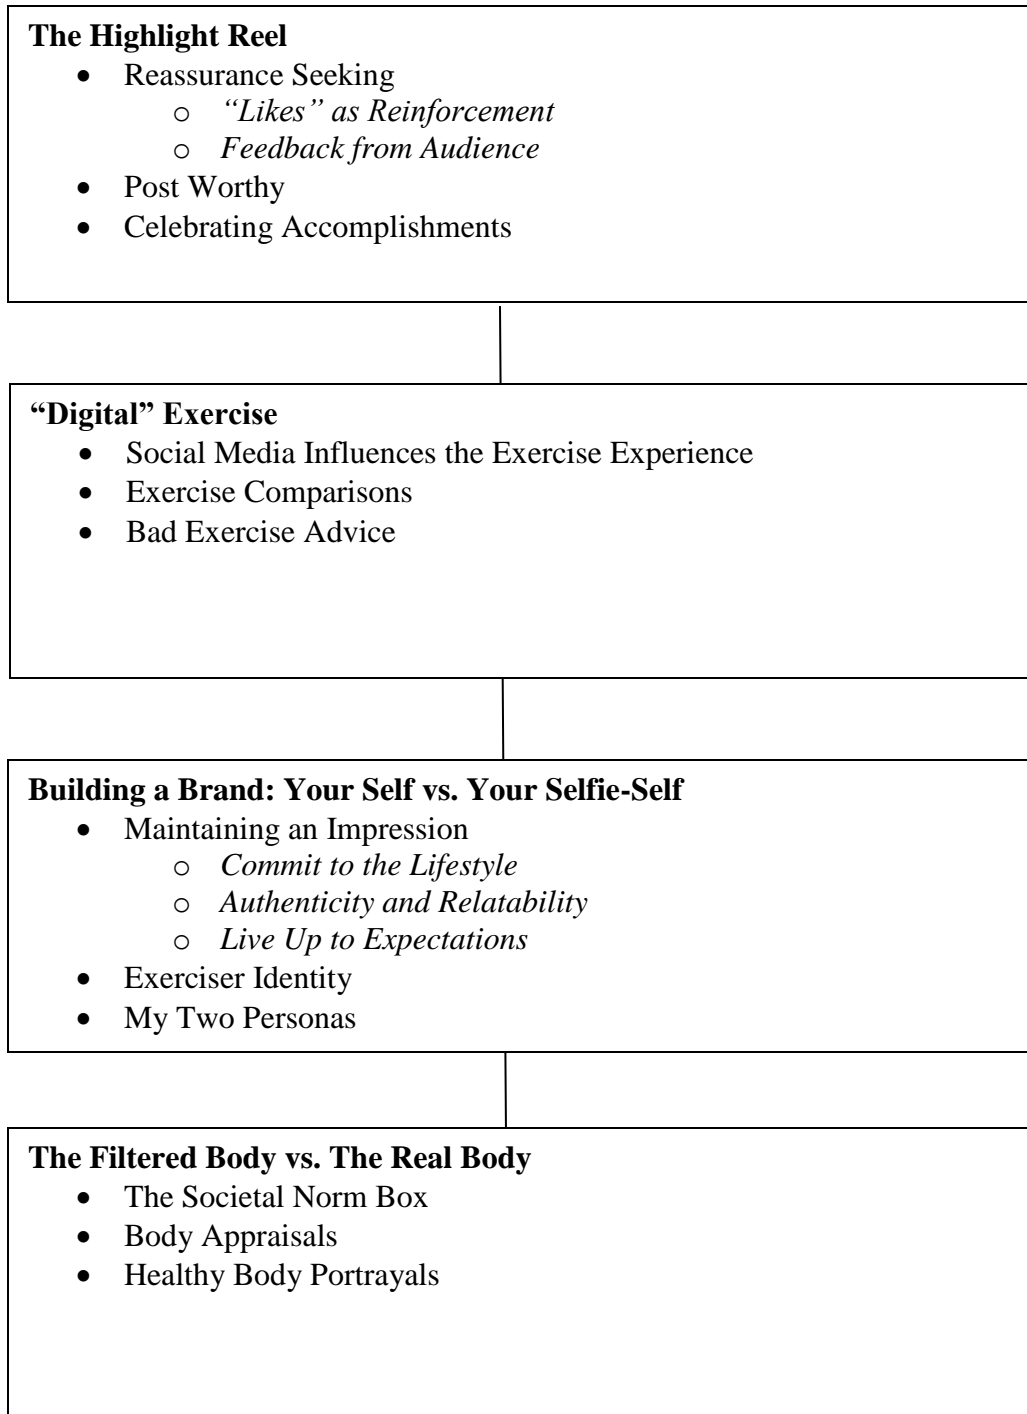 The Highlight Reel
• Reassurance Seeking
o “Likes” as Reinforcement
o Feedback from Audience
• Post Worthy
• Celebrating Accomplishments
“Digital” Exercise
• Social Media Influences the Exercise Experience
• Exercise Comparisons
• Bad Exercise Advice
Building a Brand: Your Self vs. Your Selfie-Self
• Maintaining an Impression
o Commit to the Lifestyle
o Authenticity and Relatability
o Live Up to Expectations
• Exerciser Identity
• My Two Personas
The Filtered Body vs. The Real Body
• The Societal Norm Box
• Body Appraisals
• Healthy Body Portrayals